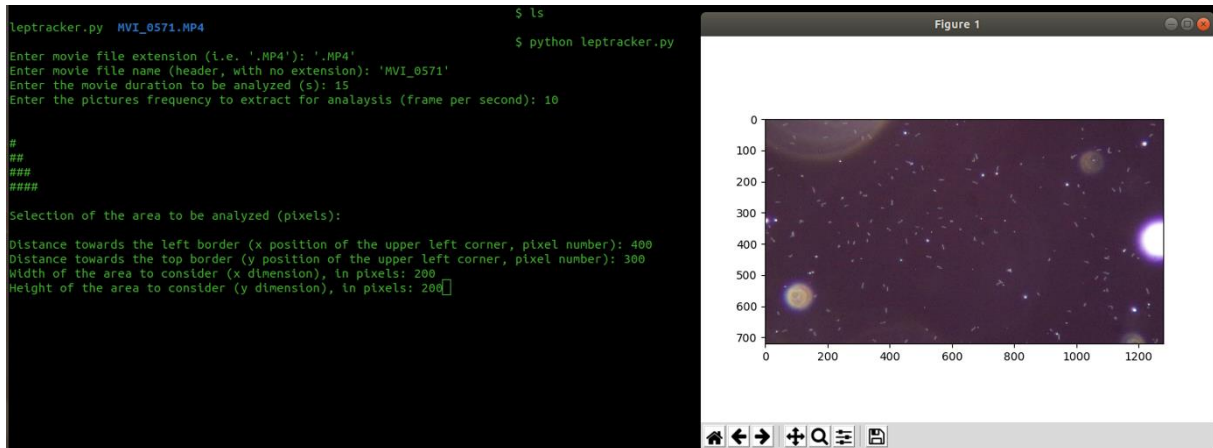 $ ls
leptracker.py MVI_0571.MP4
$ python leptracker.py
Enter movie file extension (i.e. '.MP4'): '.MP4'
Enter movie file name (header, with no extension): 'MVI_0571'
Enter the movie duration to be analyzed (s): 15
Enter the pictures frequency to extract for analaysis (frame per second): 10
#
##
###
####
Selection of the area to be analyzed (pixels):
Distance towards the left border (x position of the upper left corner, pixel number): 400
Distance towards the top border (y position of the upper left corner, pixel number): 300
Width of the area to consider (x dimension), in pixels: 200
Height of the area to consider (y dimension), in pixels: 200
Figure 1
0
100
200
300
400
500
600
700
0 200 400 600 800 1000 1200